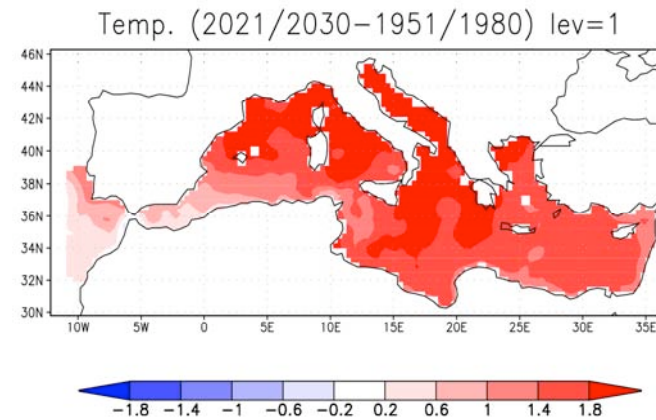 Temp. (2021/2030-1951/1980) lev=1
46N
44N
42N
40N
38N
36N
34N
32N
30N
10W 5W 0 5E 10E 15E 20E 25E 30E 35E
-1.8 -1.4 -1 -0.6 -0.2 0.2 0.6 1 1.4 1.8